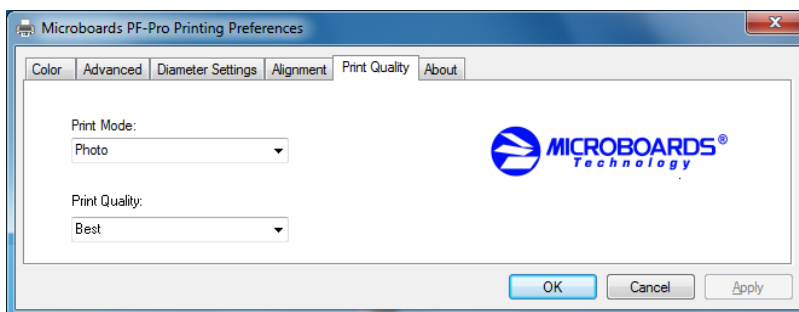 Microboards PF-Pro Printing Preferences
X
Color Advanced Diameter Settings Alignment Print Quality About
Print Mode:
Photo
MICROBOARDS®
Technology
Print Quality:
Best
OK Cancel Apply